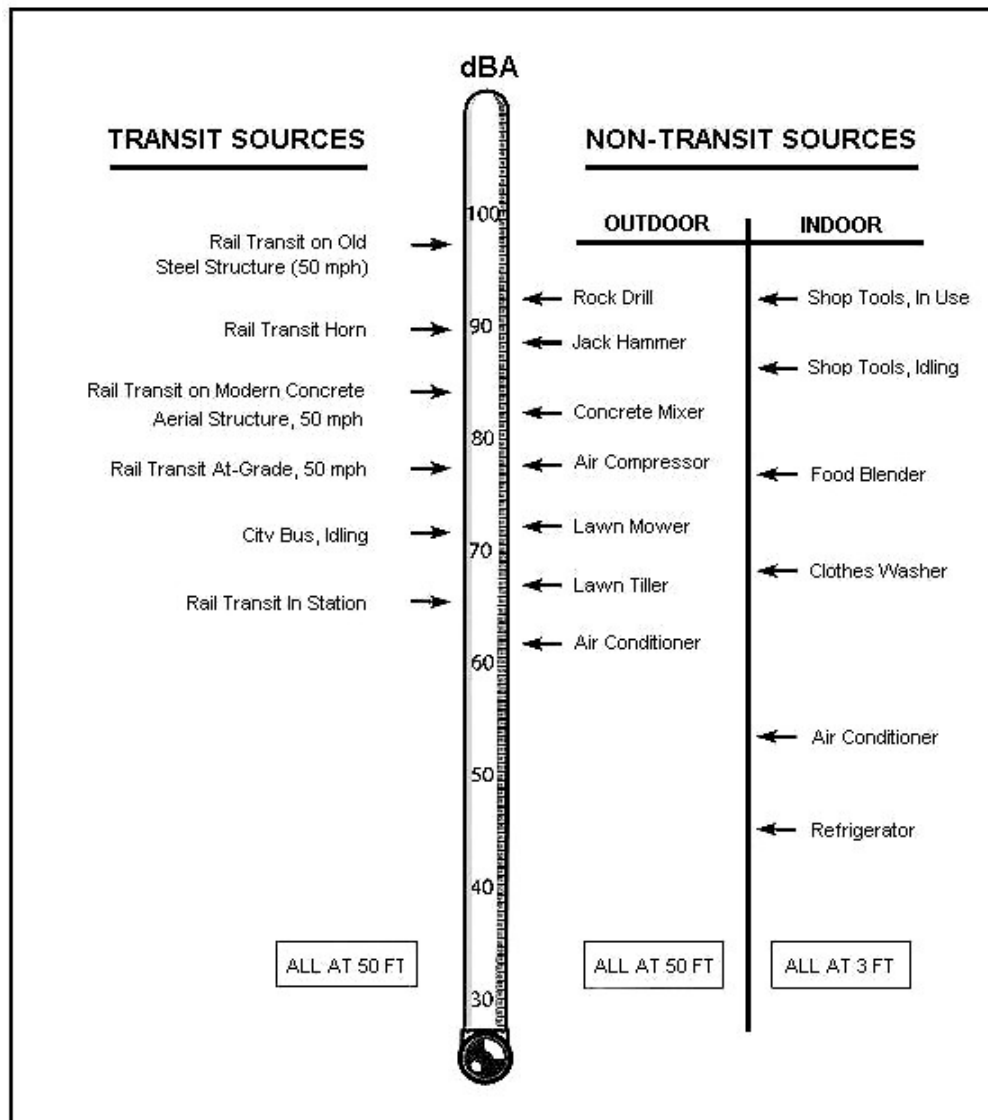 dBA
TRANSIT SOURCES
NON-TRANSIT SOURCES
OUTDOOR
INDOOR
100
90
80
70
60
50
40
30
Rail Transit on Old
Steel Structure (50 mph)
Rail Transit Horn
Rail Transit on Modern Concrete
Aerial Structure, 50 mph
Rail Transit At-Grade, 50 mph
City Bus, Idling
Rail Transit In Station
ALL AT 50 FT
Rock Drill
Jack Hammer
Concrete Mixer
Air Compressor
Lawn Mower
Lawn Tiller
Air Conditioner
ALL AT 50 FT
Shop Tools, In Use
Shop Tools, Idling
Food Blender
Clothes Washer
Air Conditioner
Refrigerator
ALL AT 3 FT